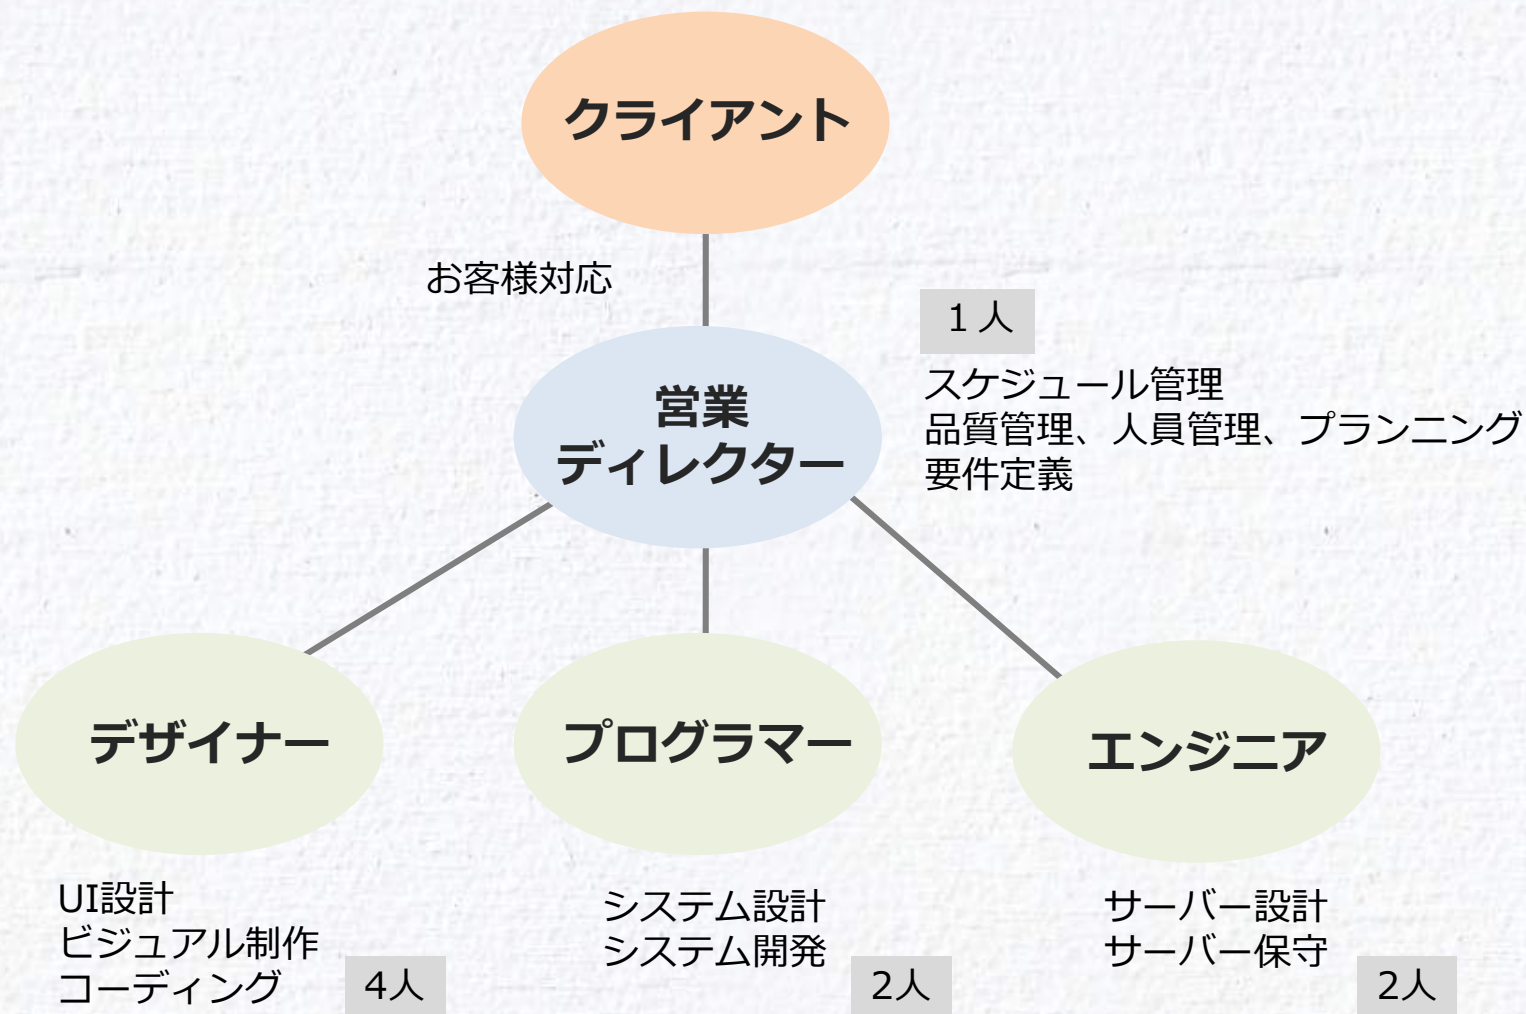 クライアント
お客様対応
１人
営業
ディレクター
スケジュール管理
品質管理、人員管理、プランニング
要件定義
デザイナー
プログラマー
エンジニア
UI設計
ビジュアル制作
コーディング
4人
システム設計
システム開発
2人
サーバー設計
サーバー保守
2人